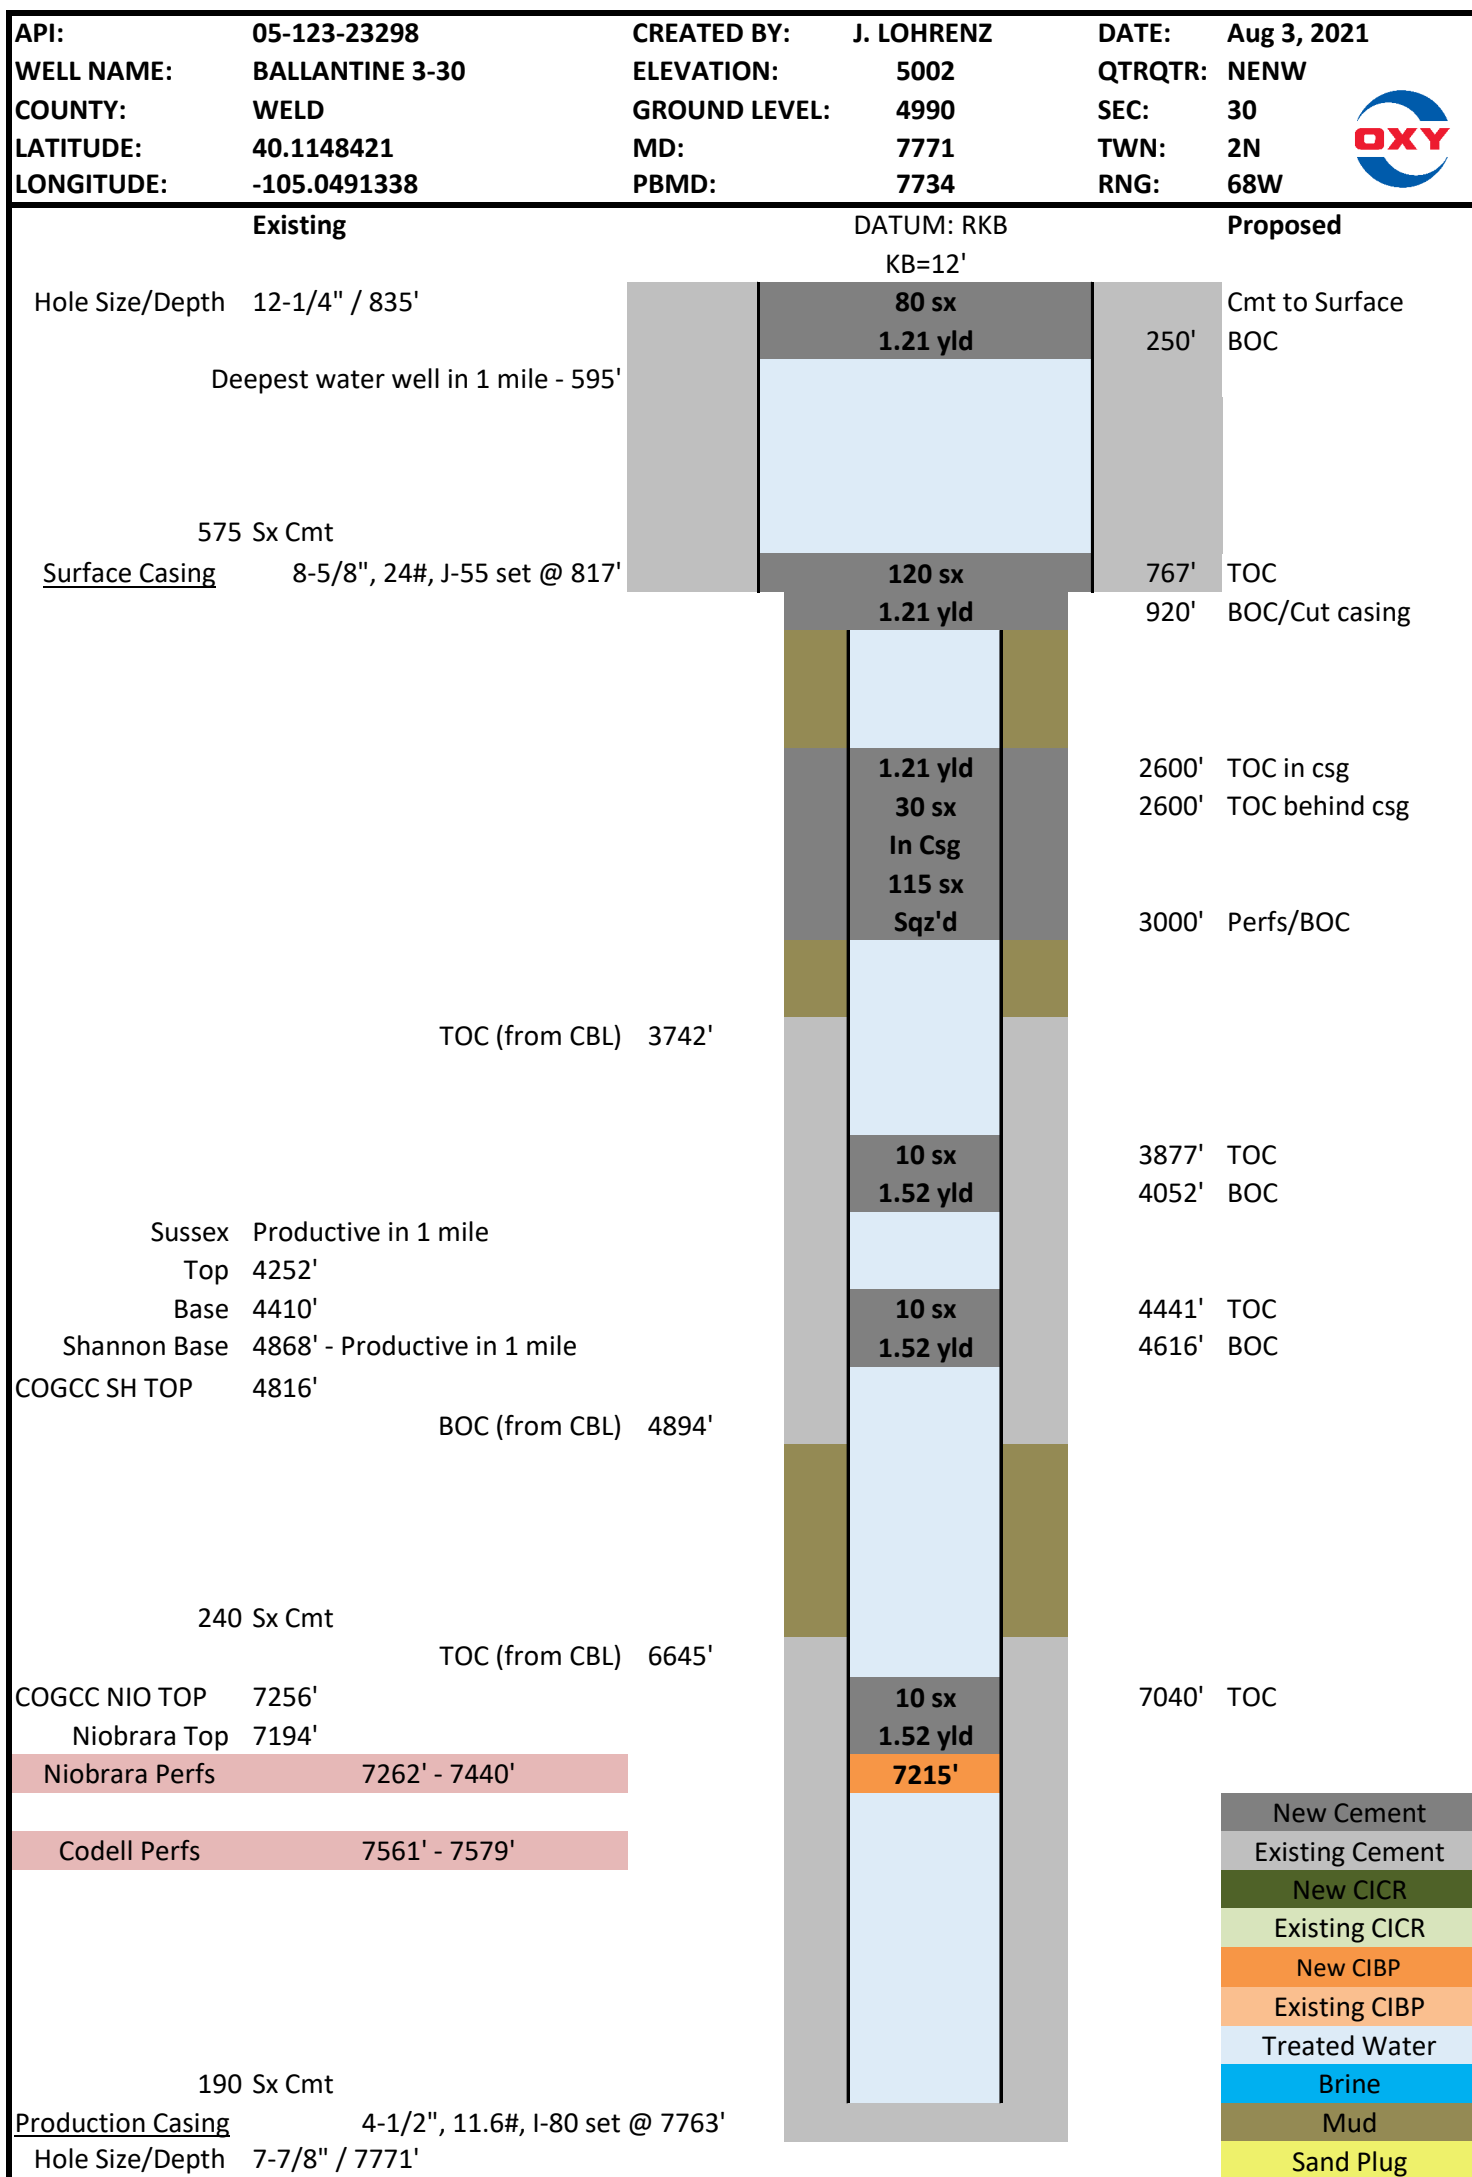 API: 05-123-23298 CREATED BY: J. LOHRENZ DATE: Aug 3, 2021
WELL NAME: BALLANTINE 3-30 ELEVATION: 5002 QTRQTR: NENW
COUNTY: WELD GROUND LEVEL: 4990 SEC: 30
OXY
LATITUDE: 40.1148421 MD: 7771 TWN: 2N
LONGITUDE: -105.0491338 PBMD: 7734 RNG: 68W
Existing DATUM: RKB Proposed
KB=12'
Hole Size/Depth 12-1/4" / 835' 80 sx Cmt to Surface
1.21 yld 250' BOC
Deepest water well in 1 mile - 595'
575 Sx Cmt
Surface Casing 8-5/8", 24#, J-55 set @ 817' 120 sx 767' TOC
1.21 yld 920' BOC/Cut casing
1.21 yld 2600' TOC in csg
30 sx 2600' TOC behind csg
In Csg
115 sx
Sqz'd 3000' Perfs/BOC
TOC (from CBL) 3742'
10 sx 3877' TOC
1.52 yld 4052' BOC
Sussex Productive in 1 mile
Top 4252'
Base 4410' 10 sx 4441' TOC
Shannon Base 4868' - Productive in 1 mile 1.52 yld 4616' BOC
COGCC SH TOP 4816'
BOC (from CBL) 4894'
240 Sx Cmt
TOC (from CBL) 6645'
COGCC NIO TOP 7256' 10 sx 7040' TOC
Niobrara Top 7194' 1.52 yld
Niobrara Perfs 7262' - 7440' 7215'
New Cement
Codell Perfs 7561' - 7579' Existing Cement
New CICR
Existing CICR
New CIBP
Existing CIBP
Treated Water
190 Sx Cmt Brine
Production Casing 4-1/2", 11.6#, I-80 set @ 7763' Mud
Hole Size/Depth 7-7/8" / 7771' Sand Plug